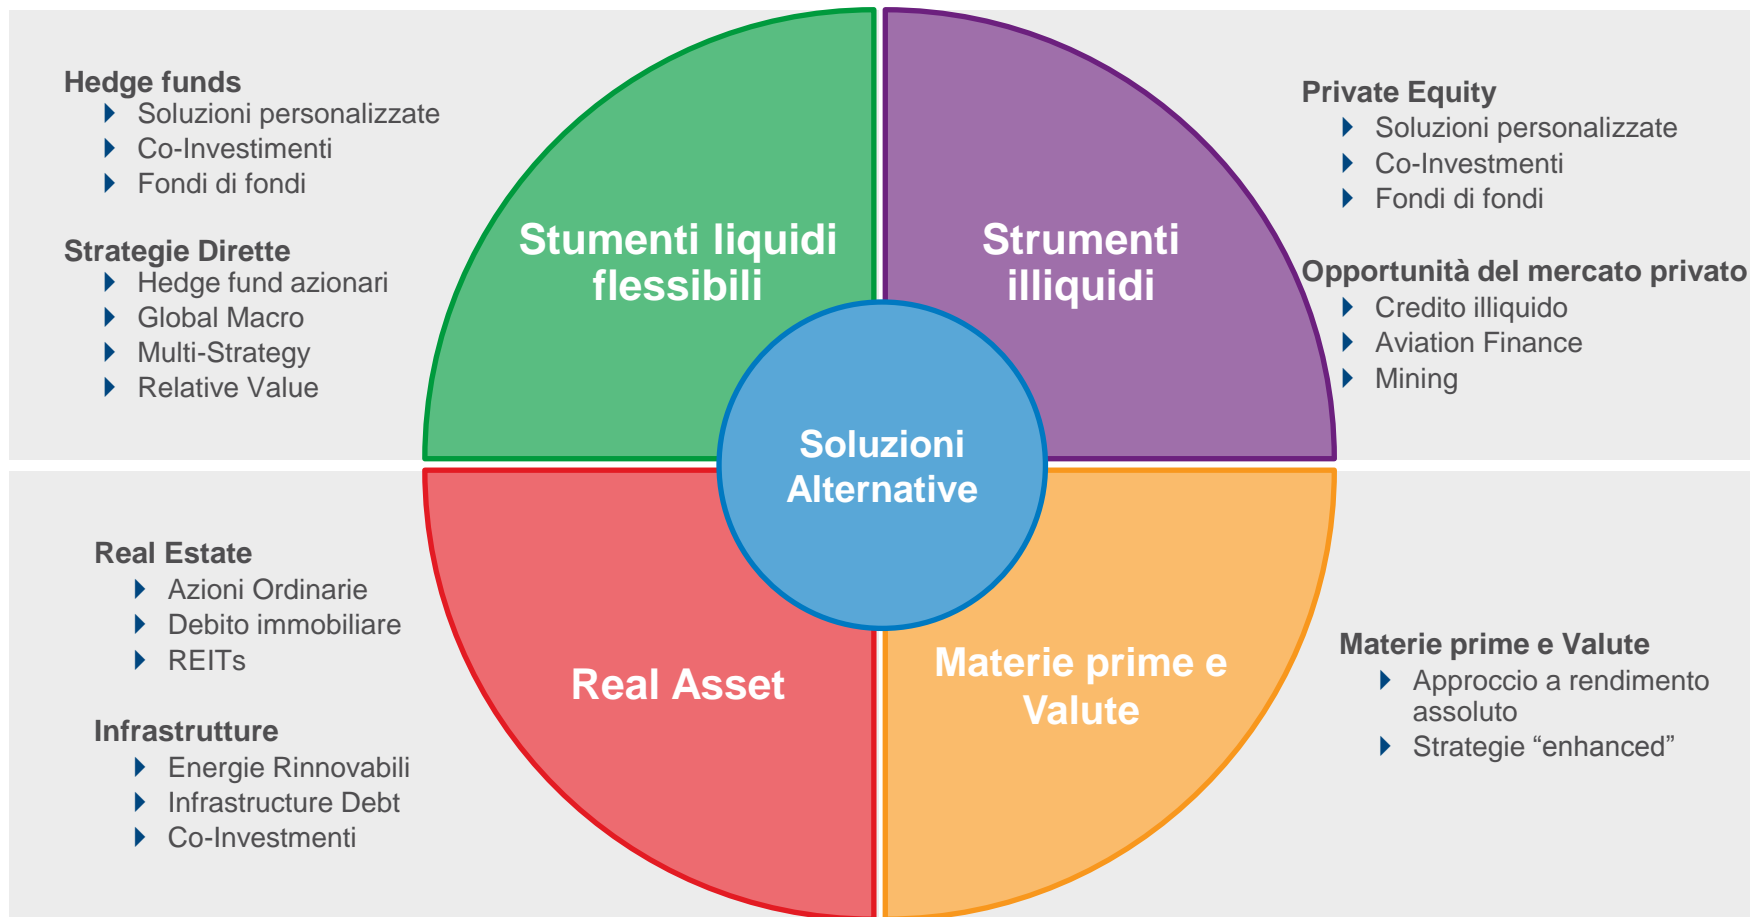 Hedge funds
Soluzioni personalizzate
Co-Investimenti
Fondi di fondi
Strategie Dirette
Hedge fund azionari
Global Macro
Multi-Strategy
Relative Value
Stumenti liquidi
flessibili
Strumenti
illiquidi
Private Equity
Soluzioni personalizzate
Co-Investmenti
Fondi di fondi
Opportunità del mercato privato
Credito illiquido
Aviation Finance
Mining
Soluzioni
Alternative
Real Estate
Azioni Ordinarie
Debito immobiliare
REITs
Infrastrutture
Energie Rinnovabili
Infrastructure Debt
Co-Investmenti
Real Asset
Materie prime e
Valute
Materie prime e Valute
Approccio a rendimento
assoluto
Strategie “enhanced”